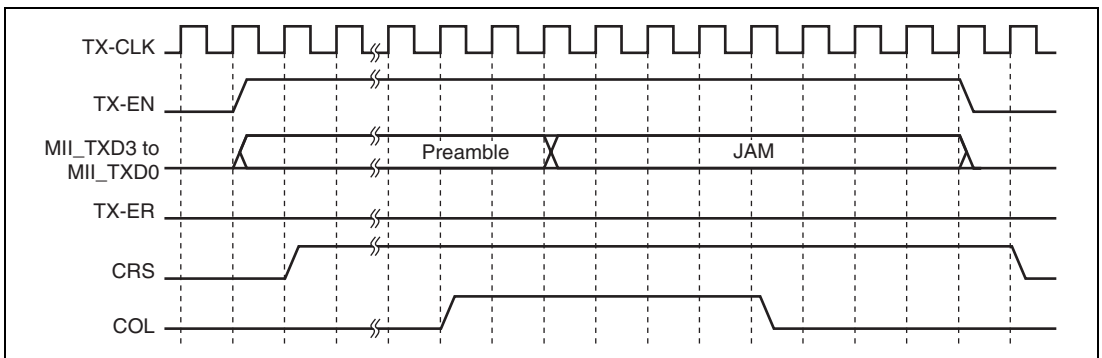 TX-CLK
TX-EN
MII_TXD3 to
MII_TXD0
Preamble
JAM
TX-ER
CRS
COL